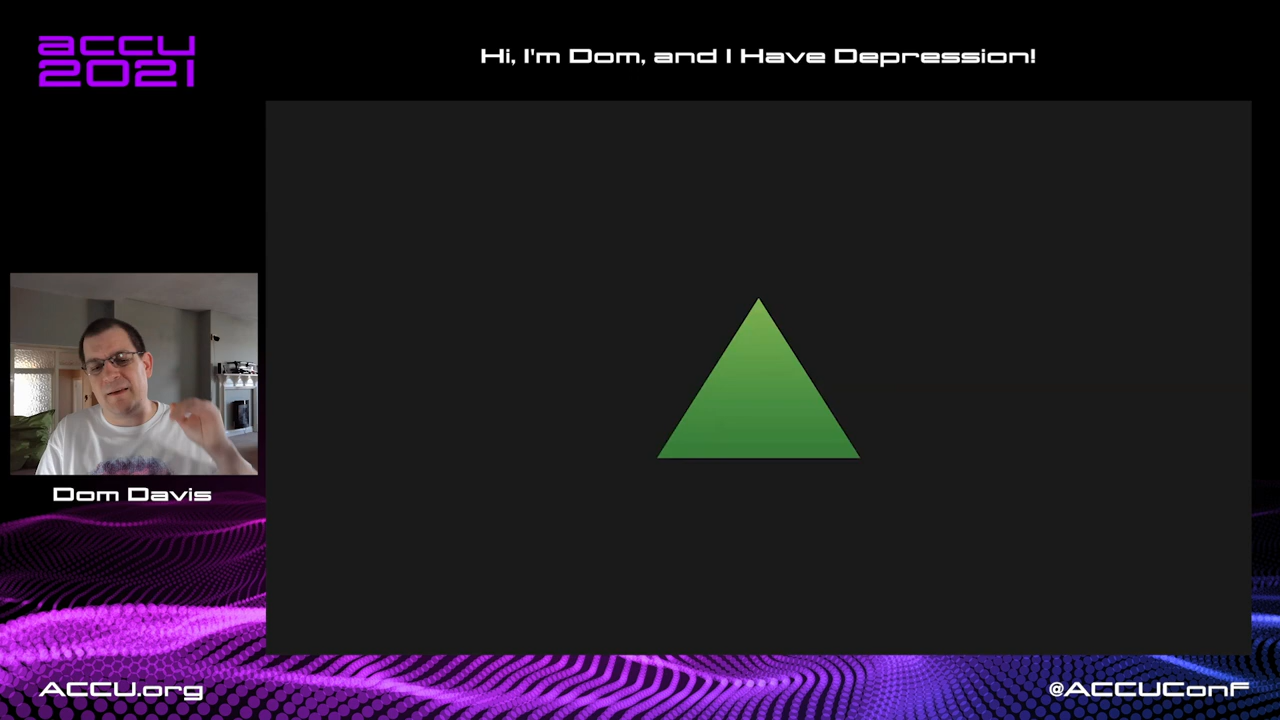 accu
2021
Hi, I'm Dom, and I Have Depression!
Dom Davis
ACCU.org
@ACCUConf